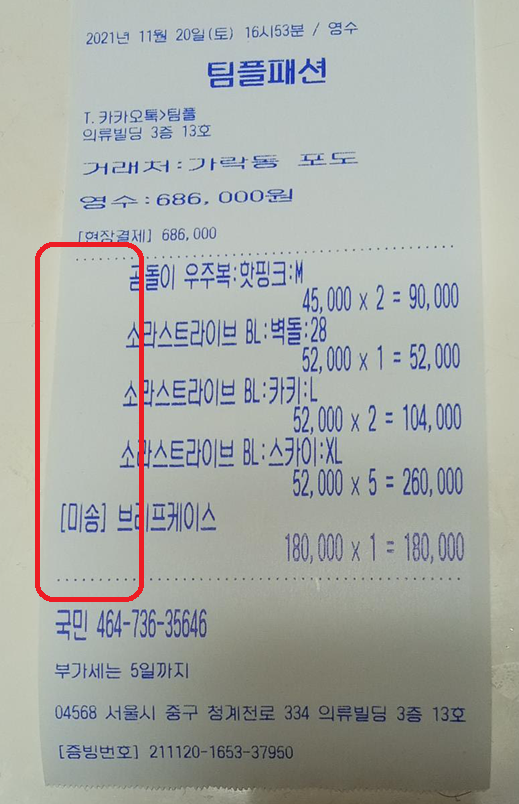 2021년 11월 20일(토) 16시53분 / 영수
팀플패션
T.카카오톡>팀플
의류빌딩 3층 13호
거래처:가락동 포도
영수:686,000원
[현장결제] 686,000
곰돌이 우주복:핫핑크:M
45,000 x 2 = 90,000
소라스트라이브 BL:벽돌:28
52,000 x 1 = 52,000
소라스트라이브 BL:카키:L
52,000 x 2 = 104,000
소라스트라이브 BL:스카이:XL
52,000 x 5 = 260,000
[미송] 브리프케이스
180,000 x 1 = 180,000
국민 464-736-35646
부가세는 5일까지
04568 서울시 중구 청계천로 334 의류빌딩 3층 13호
[증빙번호] 211120-1653-37950